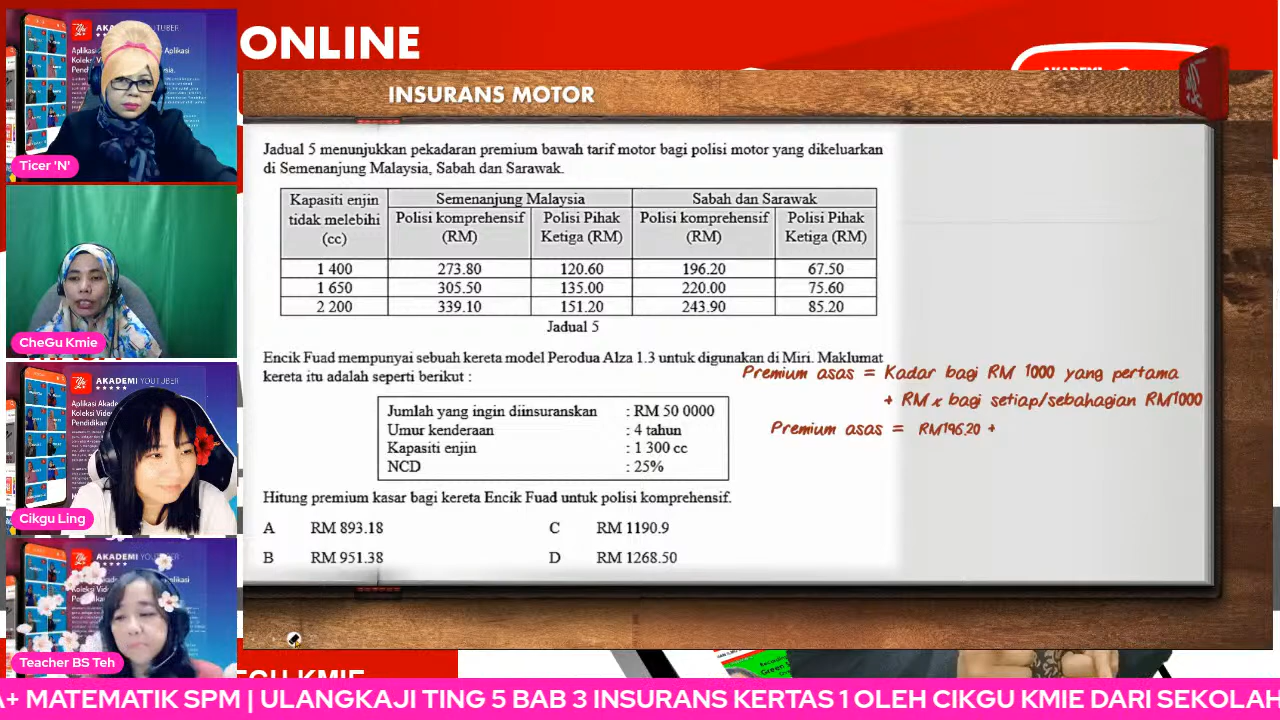 ONLINE
INSURANS MOTOR
Jadual 5 menunjukkan pekadaran premium bawah tarif motor bagi polisi motor yang dikeluarkan
di Semenanjung Malaysia, Sabah dan Sarawak.
Kapasiti enjin tidak melebihi (cc) Semenanjung Malaysia Sabah dan Sarawak
Polisi komprehensif (RM) Polisi Pihak Ketiga (RM) Polisi komprehensif (RM) Polisi Pihak Ketiga (RM)
1 400 273.80 120.60 196.20 67.50
1 650 305.50 135.00 220.00 75.60
2 200 339.10 151.20 243.90 85.20
Jadual 5
Encik Fuad mempunyai sebuah kereta model Perodua Alza 1.3 untuk digunakan di Miri. Maklumat
kereta itu adalah seperti berikut :
Jumlah yang ingin diinsuranskan : RM 50 0000
Umur kenderaan : 4 tahun
Kapasiti enjin : 1 300 cc
NCD : 25%
Hitung premium kasar bagi kereta Encik Fuad untuk polisi komprehensif.
A RM 893.18 C RM 1190.9
B RM 951.38 D RM 1268.50
Premium asas = Kadar bagi RM 1000 yang pertama
+ RM x bagi setiap/sebahagian RM1000
Premium asas = RM196.20 +
Ticer 'N'
CheGu Kmie
AKADEMI YOUTUBER
Cikgu Ling
Teacher BS Teh
A+ MATEMATIK SPM | ULANGKAJI TING 5 BAB 3 INSURANS KERTAS 1 OLEH CIKGU KMIE DARI SEKOLAH